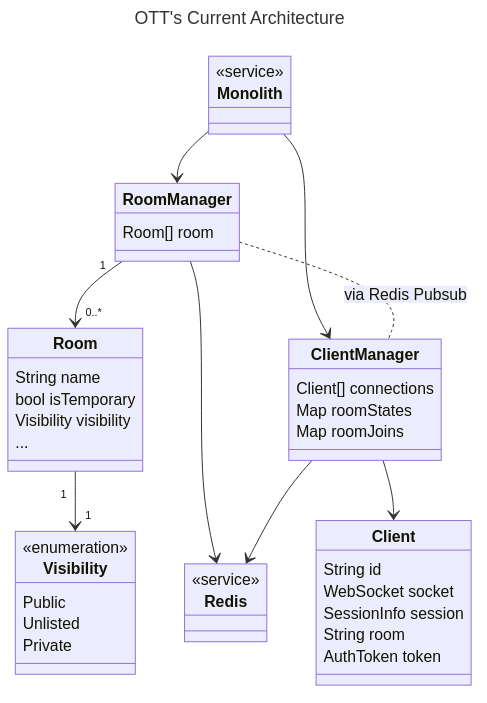 OTT's Current Architecture
«service»
Monolith
RoomManager
Room[] room
1
0..*
via Redis Pubsub
Room
String name
bool isTemporary
Visibility visibility
...
ClientManager
Client[] connections
Map roomStates
Map roomJoins
1
1
«enumeration»
Visibility
Public
Unlisted
Private
«service»
Redis
Client
String id
WebSocket socket
SessionInfo session
String room
AuthToken token